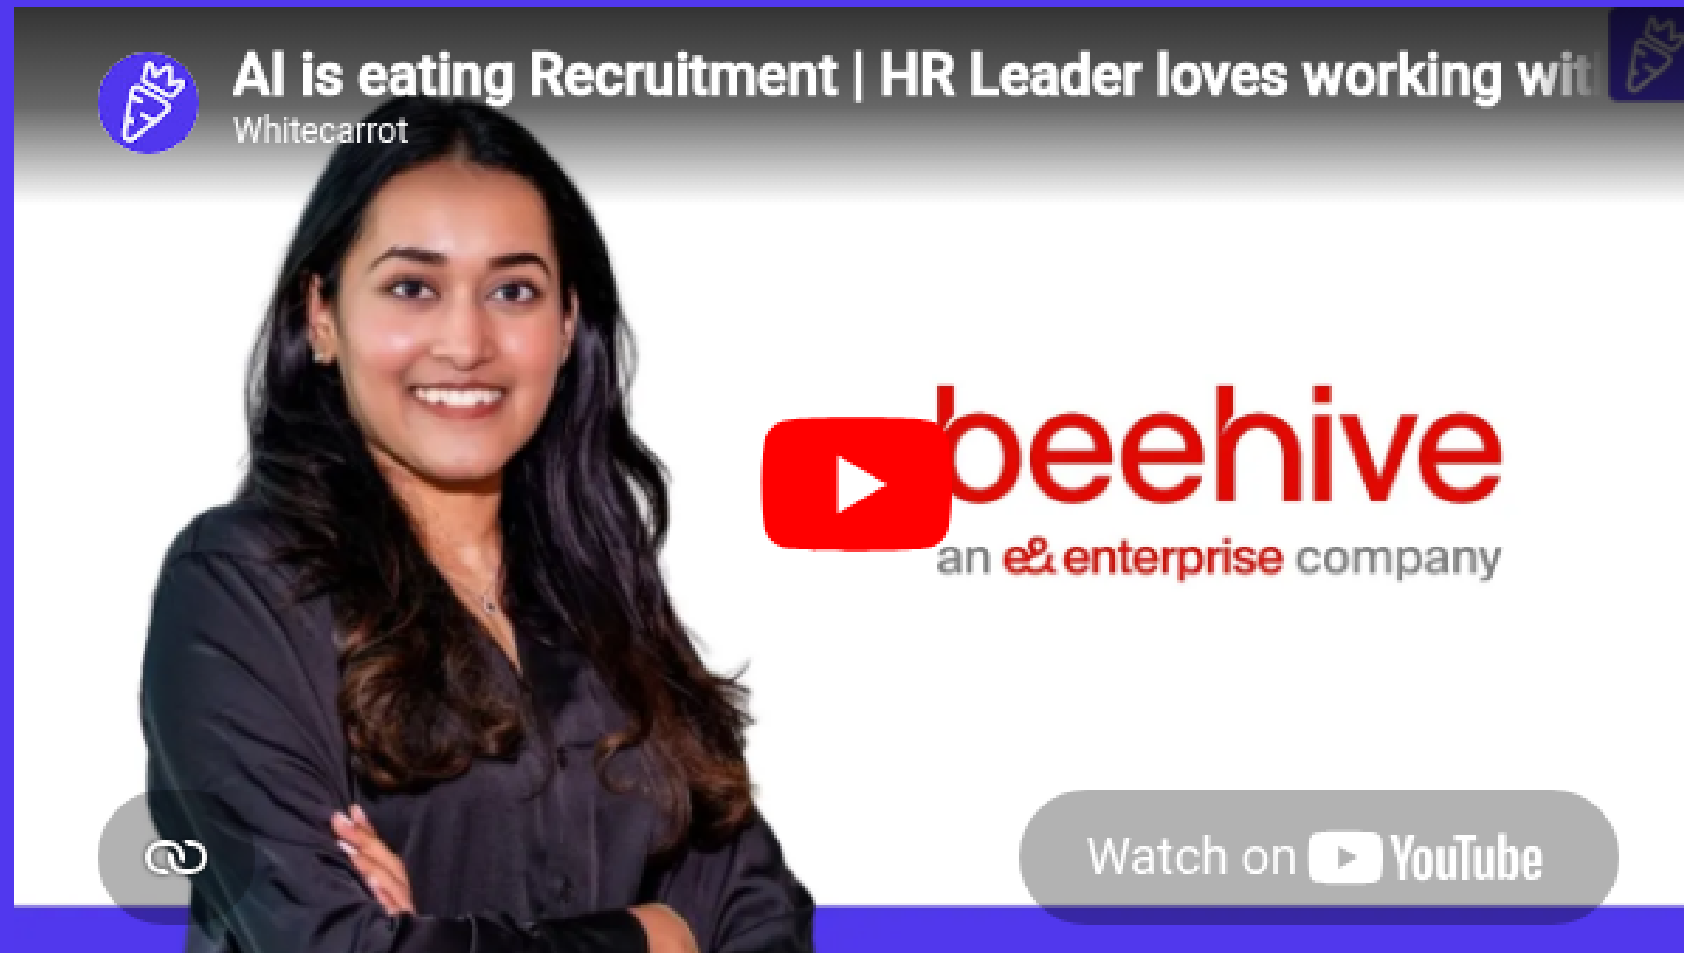 AI is eating Recruitment | HR Leader loves working wit
Whitecarrot
beehive
an e& enterprise company
Watch on YouTube